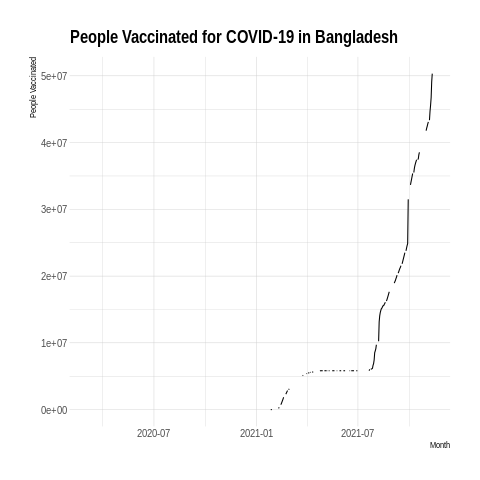 People Vaccinated for COVID-19 in Bangladesh
People Vaccinated
5e+07
4e+07
3e+07
2e+07
1e+07
0e+00
2020-07
2021-01
2021-07
Month